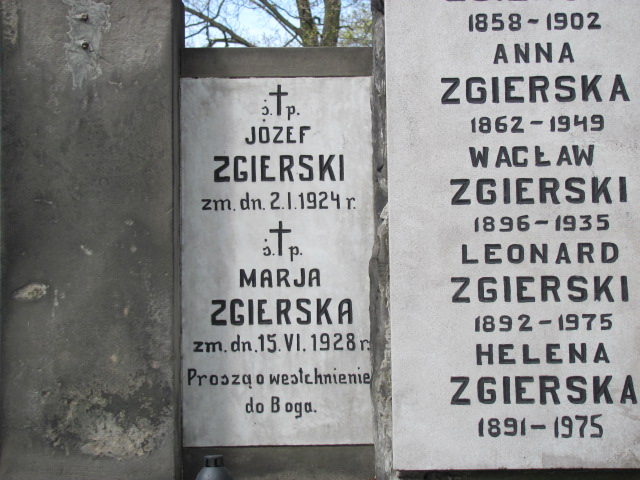 ś. p.
JÓZEF
ZGIERSKI
zm. dn. 2.I.1924 r.
ś. p.
MARJA
ZGIERSKA
zm. dn. 15.VI.1928 r.
Proszą o westchnienie
do Boga.
1858-1902
ANNA
ZGIERSKA
1862-1949
WACŁAW
ZGIERSKI
1896-1935
LEONARD
ZGIERSKI
1892-1975
HELENA
ZGIERSKA
1891-1975